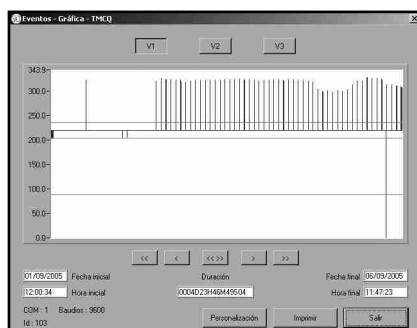 Eventos - Gráfica - TMCQ
V1 V2 V3
343.9
300.0
250.0
200.0
150.0
100.0
50.0
0.0
<< < <<>> > >>
01/09/2005 Fecha inicial Duración Fecha final 06/09/2005
12:00:34 Hora inicial 0004D23H46M49S04 Hora final 11:47:23
COM : 1 Baudios : 9600
Id : 103
Personalización Imprimir Salir